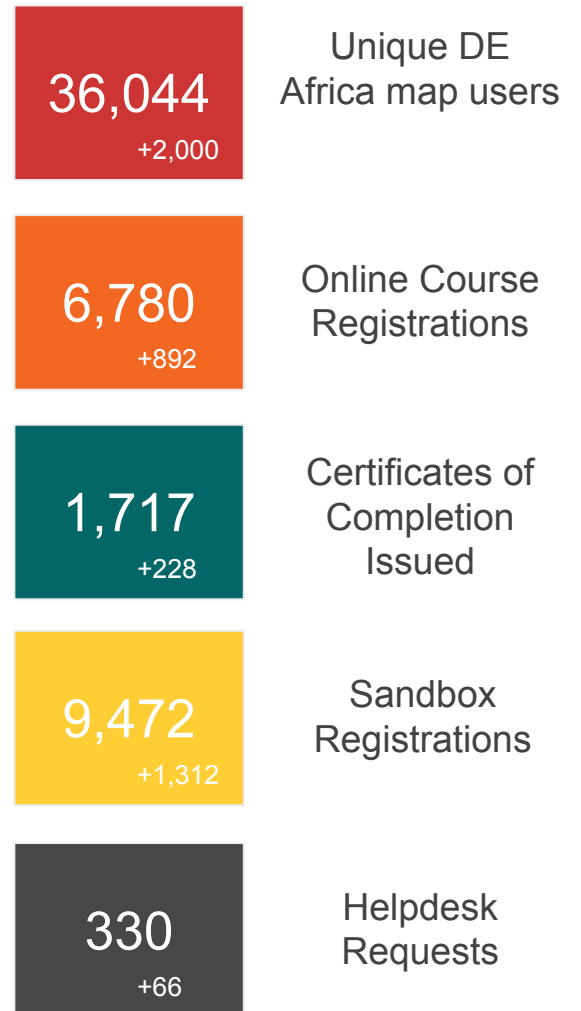 36,044
+2,000
Unique DE
Africa map users
6,780
+892
Online Course
Registrations
1,717
+228
Certificates of
Completion
Issued
9,472
+1,312
Sandbox
Registrations
330
+66
Helpdesk
Requests